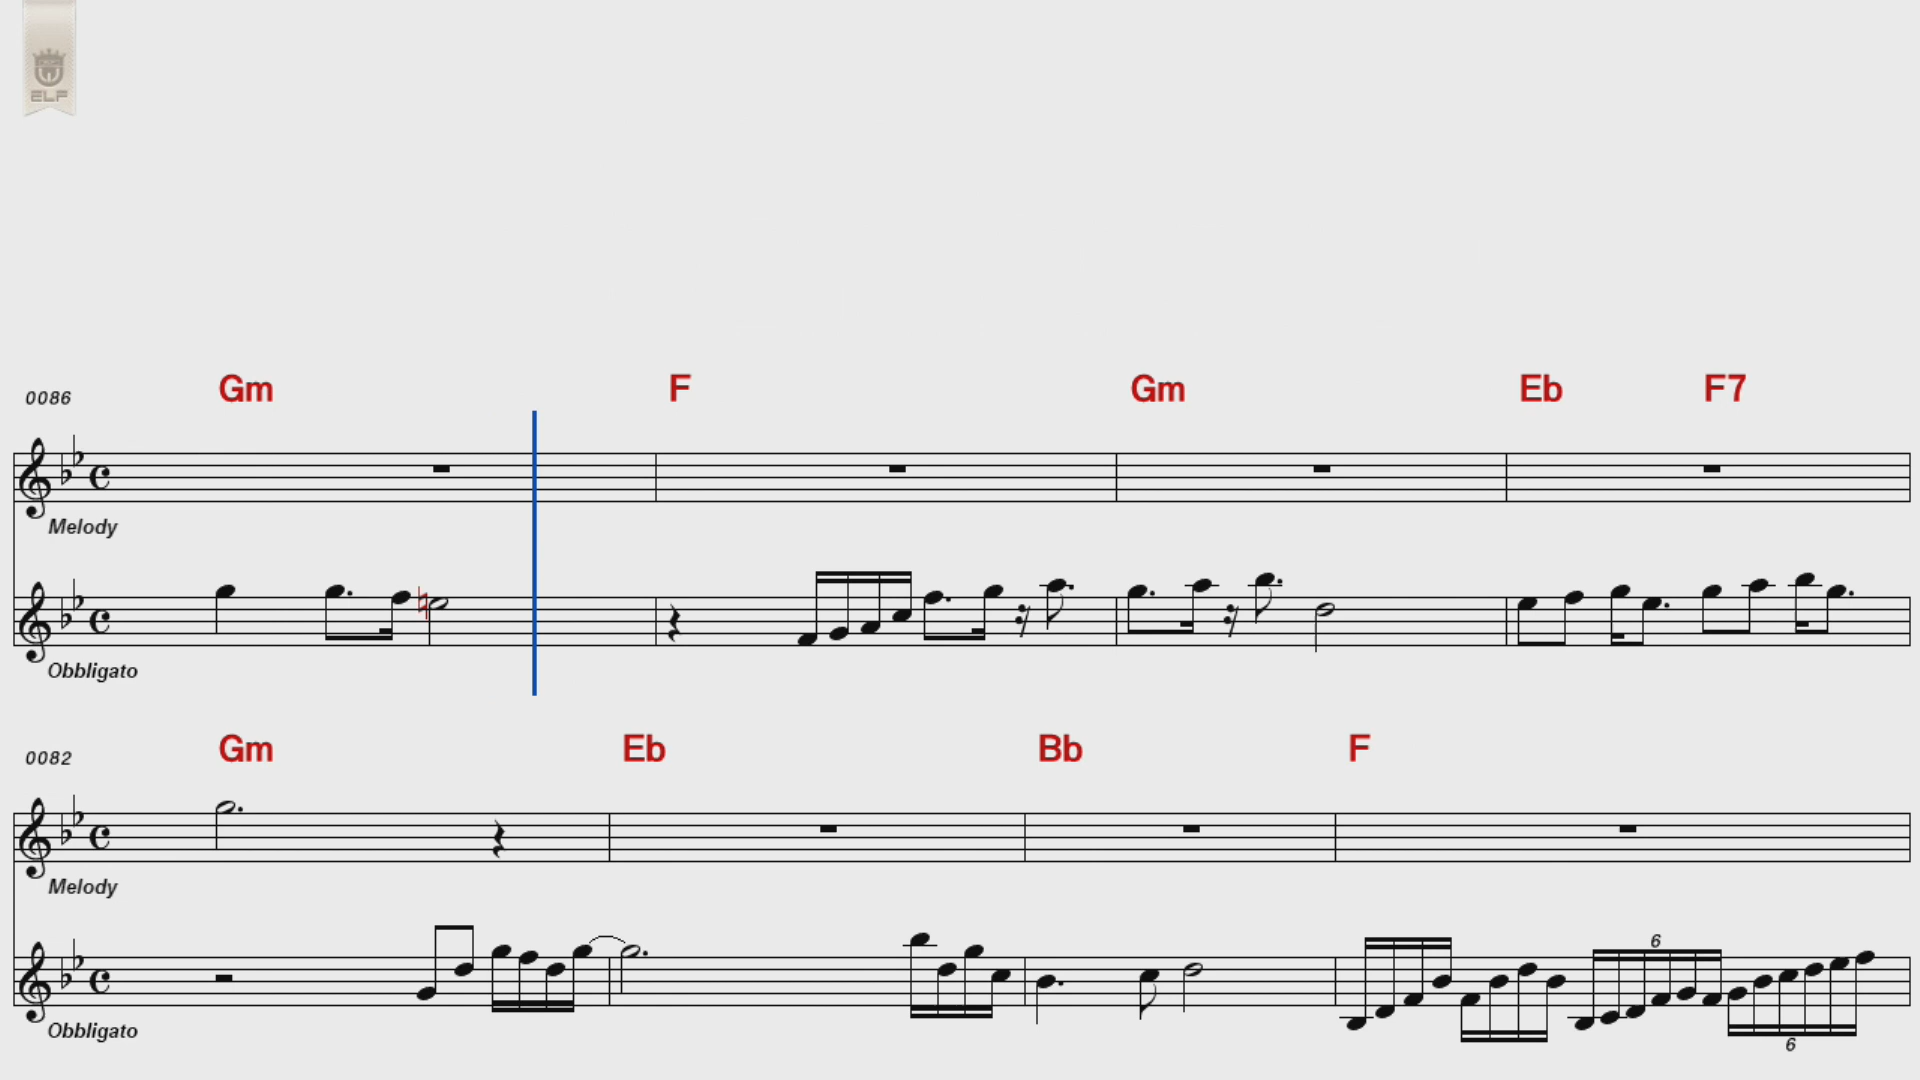 ELF
0086 Gm F Gm Eb F7
Melody
Obbligato
0082 Gm Eb Bb F
Melody
6
Obbligato
6